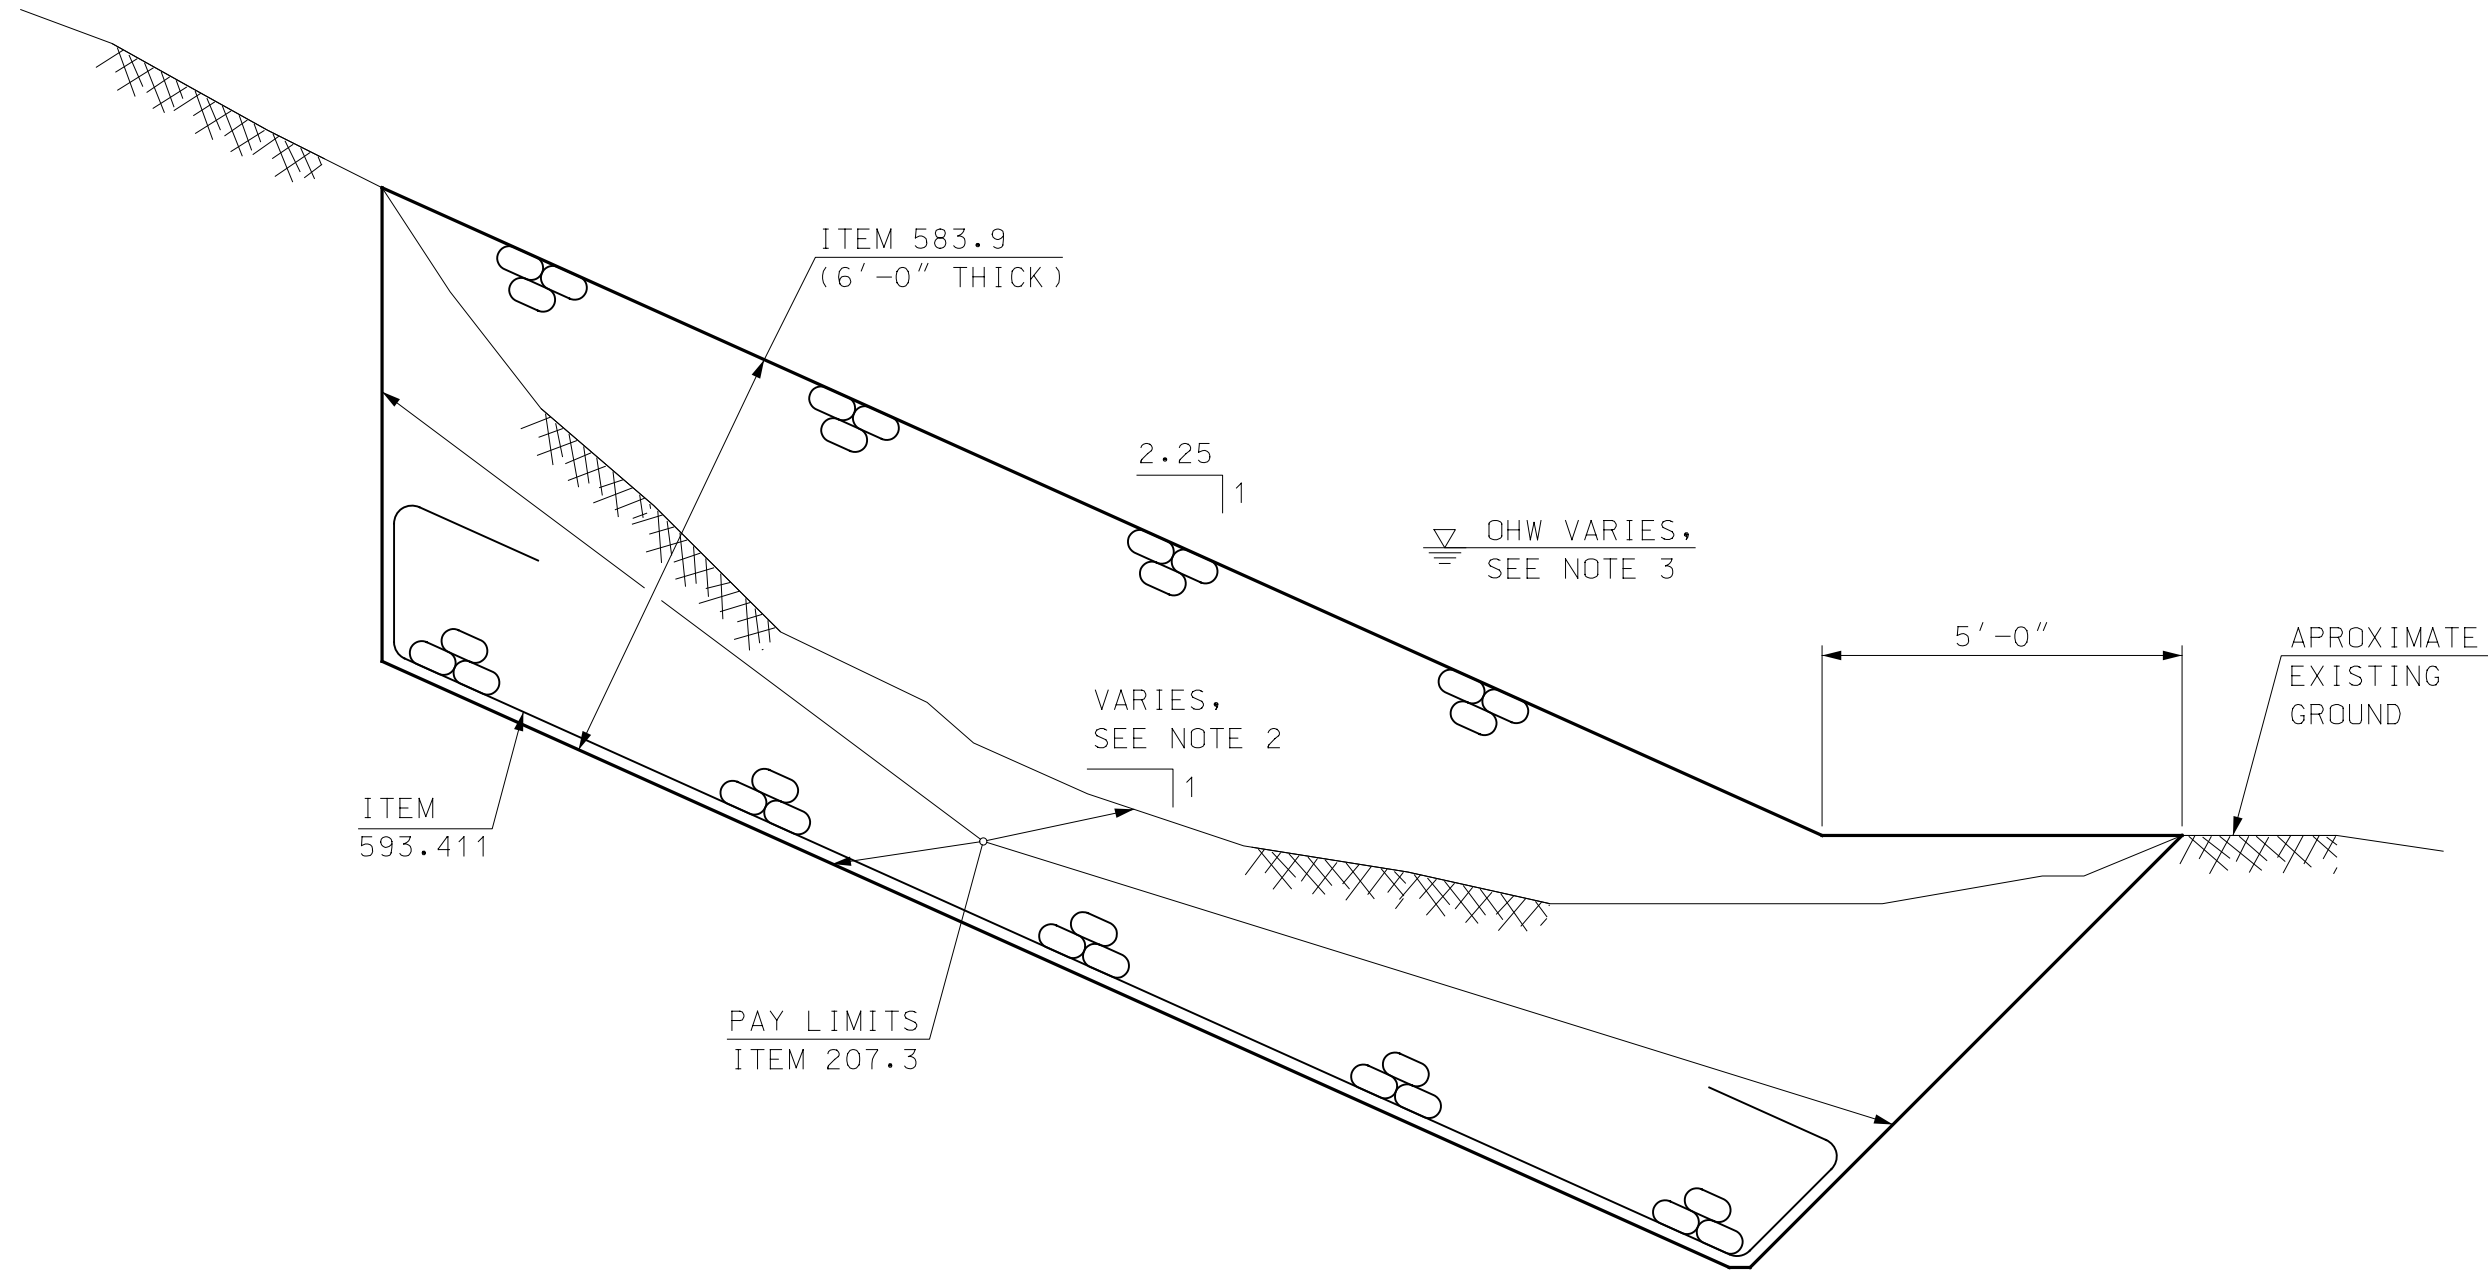 ITEM 583.9
(6'-0" THICK)
2.25
1
OHW VARIES,
SEE NOTE 3
5'-0"
APROXIMATE
EXISTING
GROUND
VARIES,
SEE NOTE 2
1
ITEM
593.411
PAY LIMITS
ITEM 207.3